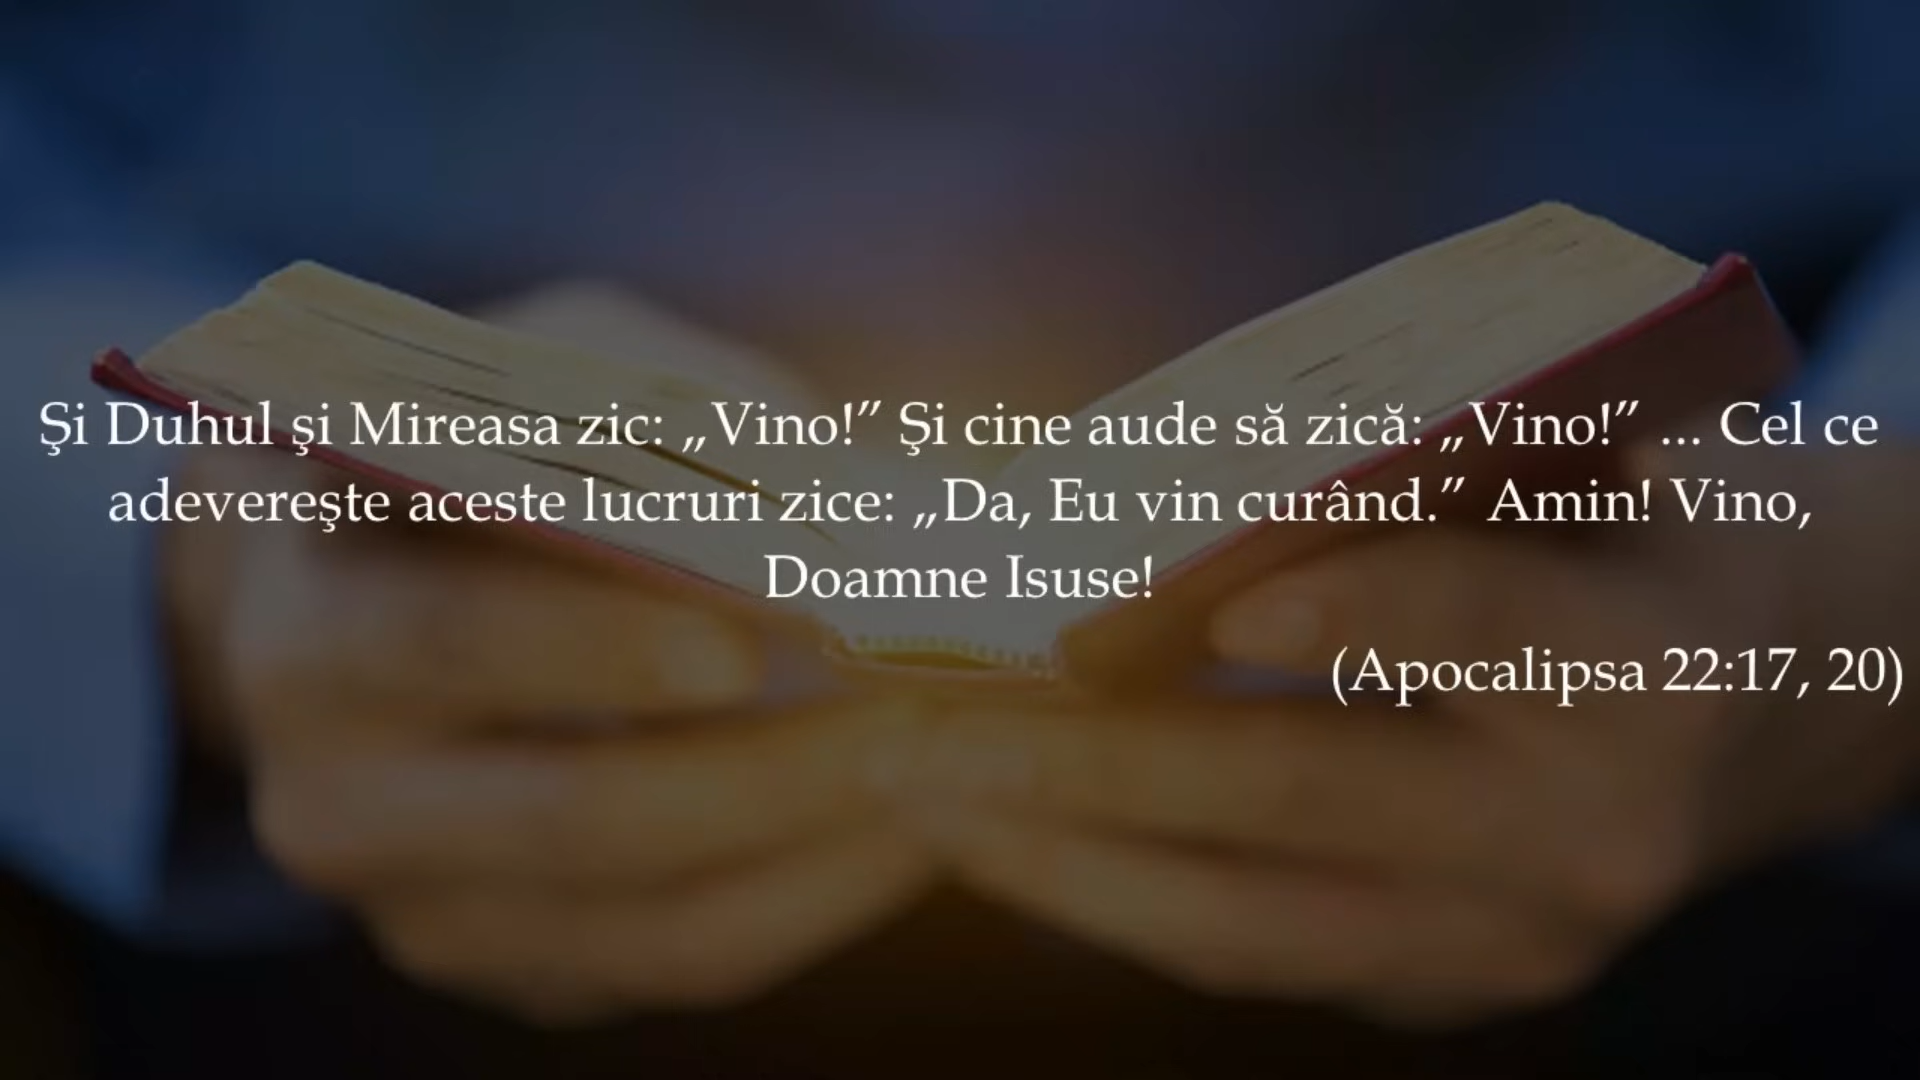 Şi Duhul şi Mireasa zic: „Vino!” Şi cine aude să zică: „Vino!” ... Cel ce
adevereşte aceste lucruri zice: „Da, Eu vin curând.” Amin! Vino,
Doamne Isuse!
(Apocalipsa 22:17, 20)